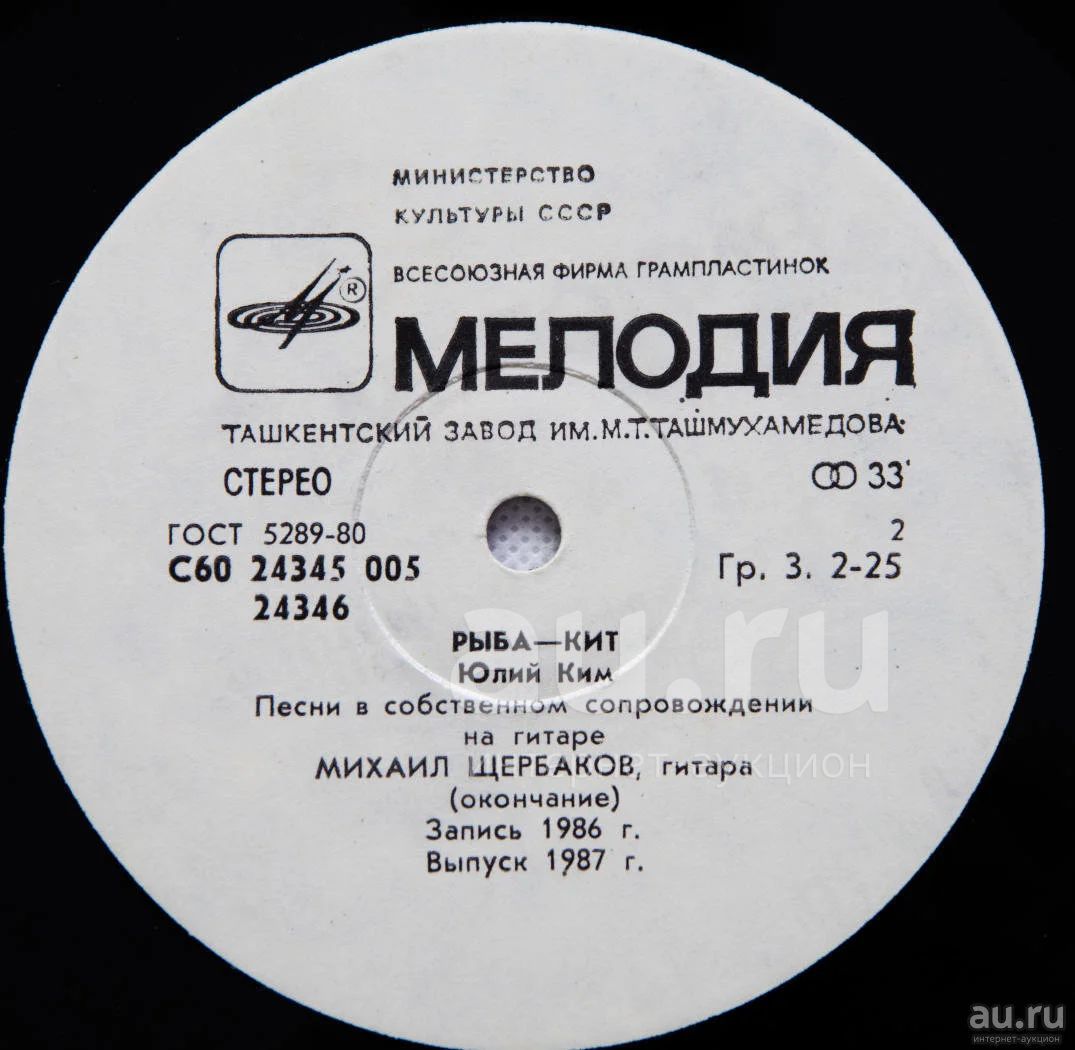 МИНИСТЕРСТВО
КУЛЬТУРЫ СССР
ВСЕСОЮЗНАЯ ФИРМА ГРАМПЛАСТИНОК
®
МЕЛОДИЯ
ТАШКЕНТСКИЙ ЗАВОД ИМ.М.Т.ТАШМУХАМЕДОВА
СТЕРЕО 33
ГОСТ 5289-80 2
С60 24345 005 Гр. 3. 2-25
24346
au.ru
РЫБА—КИТ
Юлий Ким
Песни в собственном сопровождении
на гитаре
интернет-аукцион
МИХАИЛ ЩЕРБАКОВ, гитара
(окончание)
Запись 1986 г.
Выпуск 1987 г.
au.ru
интернет-аукцион